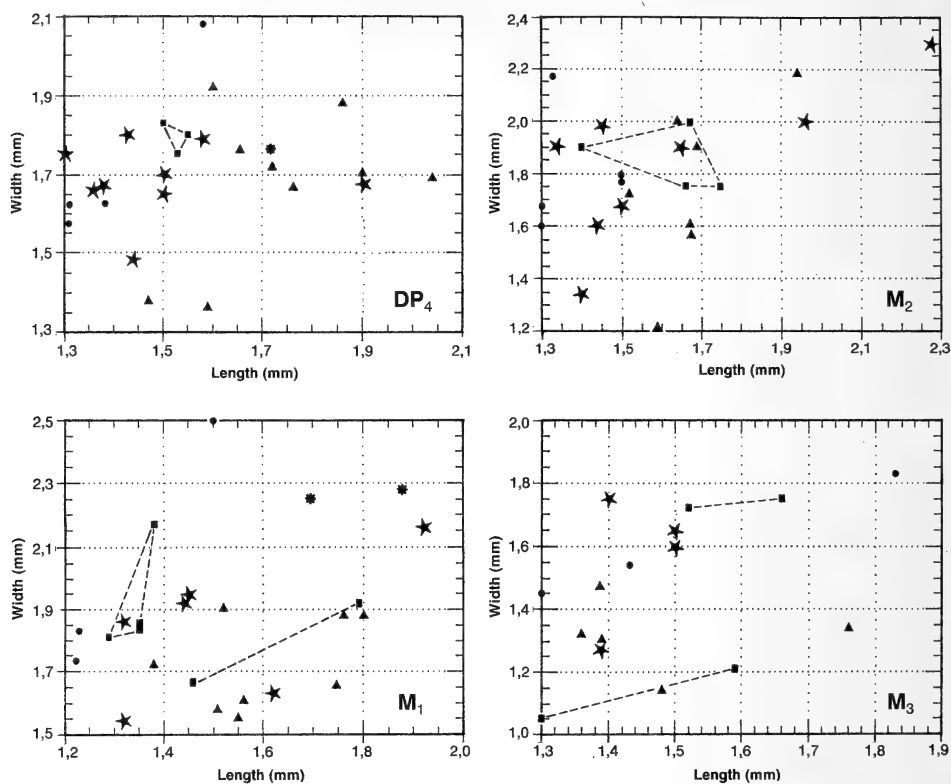 2,1
1,9
1,7
1,5
1,3
Width (mm)
DP4
1,3 1,5 1,7 1,9 2,1
Length (mm)
2,4
2,2
2,0
1,8
1,6
1,4
1,2
Width (mm)
M2
1,3 1,5 1,7 1,9 2,1 2,3
Length (mm)
2,5
2,3
2,1
1,9
1,7
1,5
Width (mm)
M1
1,2 1,4 1,6 1,8 2,0
Length (mm)
2,0
1,8
1,6
1,4
1,2
1,0
Width (mm)
M3
1,3 1,4 1,5 1,6 1,7 1,8 1,9
Length (mm)